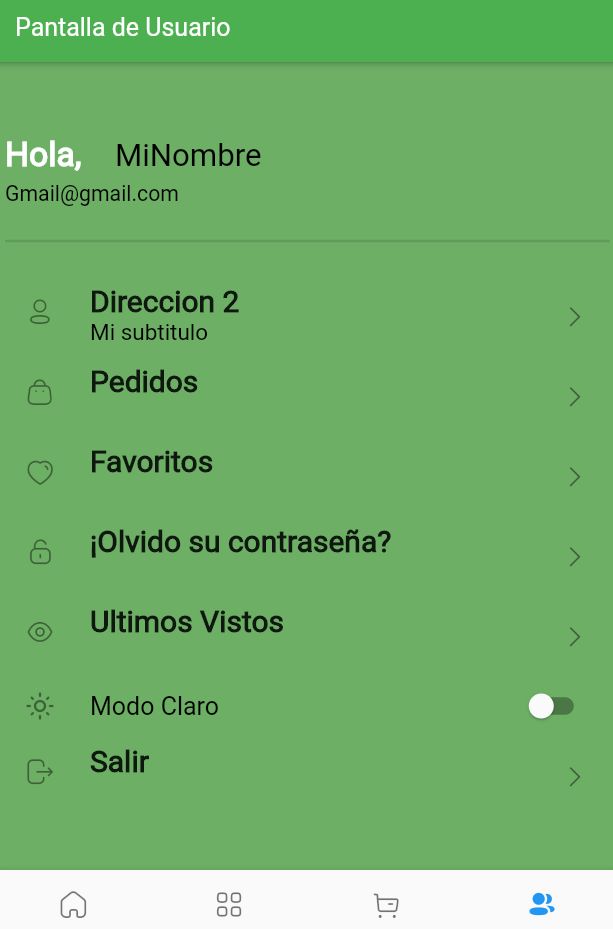 Pantalla de Usuario
Hola, MiNombre
Gmail@gmail.com
Direccion 2
Mi subtitulo
Pedidos
Favoritos
¡Olvido su contraseña?
Ultimos Vistos
Modo Claro
Salir